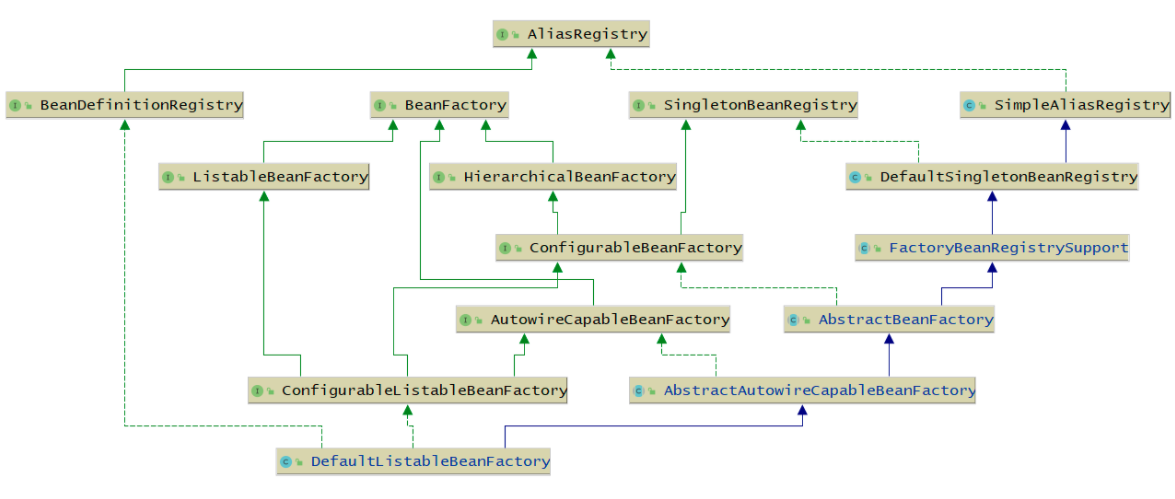 AliasRegistry
BeanDefinitionRegistry
BeanFactory
SingletonBeanRegistry
SimpleAliasRegistry
ListableBeanFactory
HierarchicalBeanFactory
DefaultSingletonBeanRegistry
ConfigurableBeanFactory
FactoryBeanRegistrySupport
AutowireCapableBeanFactory
AbstractBeanFactory
ConfigurableListableBeanFactory
AbstractAutowireCapableBeanFactory
DefaultListableBeanFactory